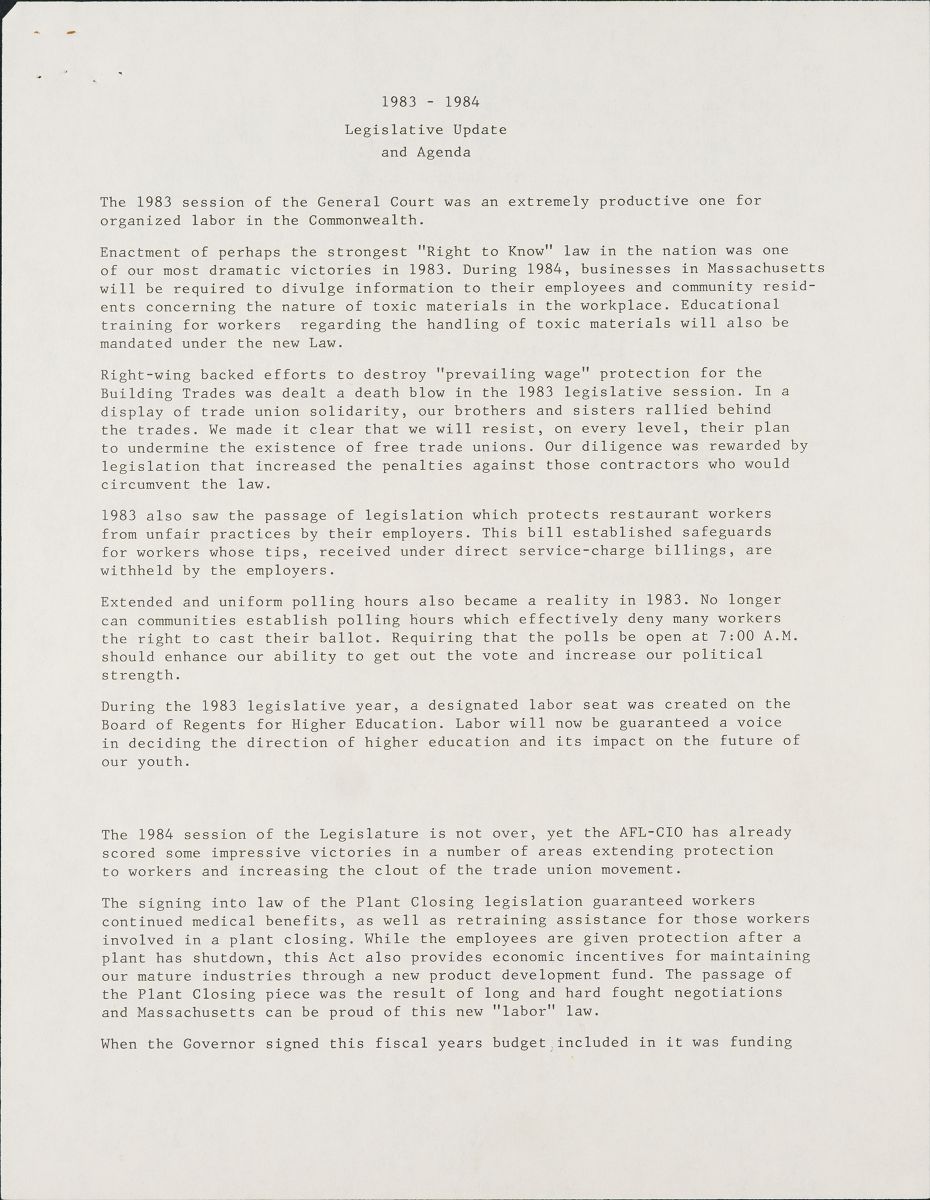 1983 - 1984
Legislative Update
and Agenda
The 1983 session of the General Court was an extremely productive one for
organized labor in the Commonwealth.
Enactment of perhaps the strongest "Right to Know" law in the nation was one
of our most dramatic victories in 1983. During 1984, businesses in Massachusetts
will be required to divulge information to their employees and community resid-
ents concerning the nature of toxic materials in the workplace. Educational
training for workers  regarding the handling of toxic materials will also be
mandated under the new Law.
Right-wing backed efforts to destroy "prevailing wage" protection for the
Building Trades was dealt a death blow in the 1983 legislative session. In a
display of trade union solidarity, our brothers and sisters rallied behind
the trades. We made it clear that we will resist, on every level, their plan
to undermine the existence of free trade unions. Our diligence was rewarded by
legislation that increased the penalties against those contractors who would
circumvent the law.
1983 also saw the passage of legislation which protects restaurant workers
from unfair practices by their employers. This bill established safeguards
for workers whose tips, received under direct service-charge billings, are
withheld by the employers.
Extended and uniform polling hours also became a reality in 1983. No longer
can communities establish polling hours which effectively deny many workers
the right to cast their ballot. Requiring that the polls be open at 7:00 A.M.
should enhance our ability to get out the vote and increase our political
strength.
During the 1983 legislative year, a designated labor seat was created on the
Board of Regents for Higher Education. Labor will now be guaranteed a voice
in deciding the direction of higher education and its impact on the future of
our youth.
The 1984 session of the Legislature is not over, yet the AFL-CIO has already
scored some impressive victories in a number of areas extending protection
to workers and increasing the clout of the trade union movement.
The signing into law of the Plant Closing legislation guaranteed workers
continued medical benefits, as well as retraining assistance for those workers
involved in a plant closing. While the employees are given protection after a
plant has shutdown, this Act also provides economic incentives for maintaining
our mature industries through a new product development fund. The passage of
the Plant Closing piece was the result of long and hard fought negotiations
and Massachusetts can be proud of this new "labor" law.
When the Governor signed this fiscal years budget, included in it was funding